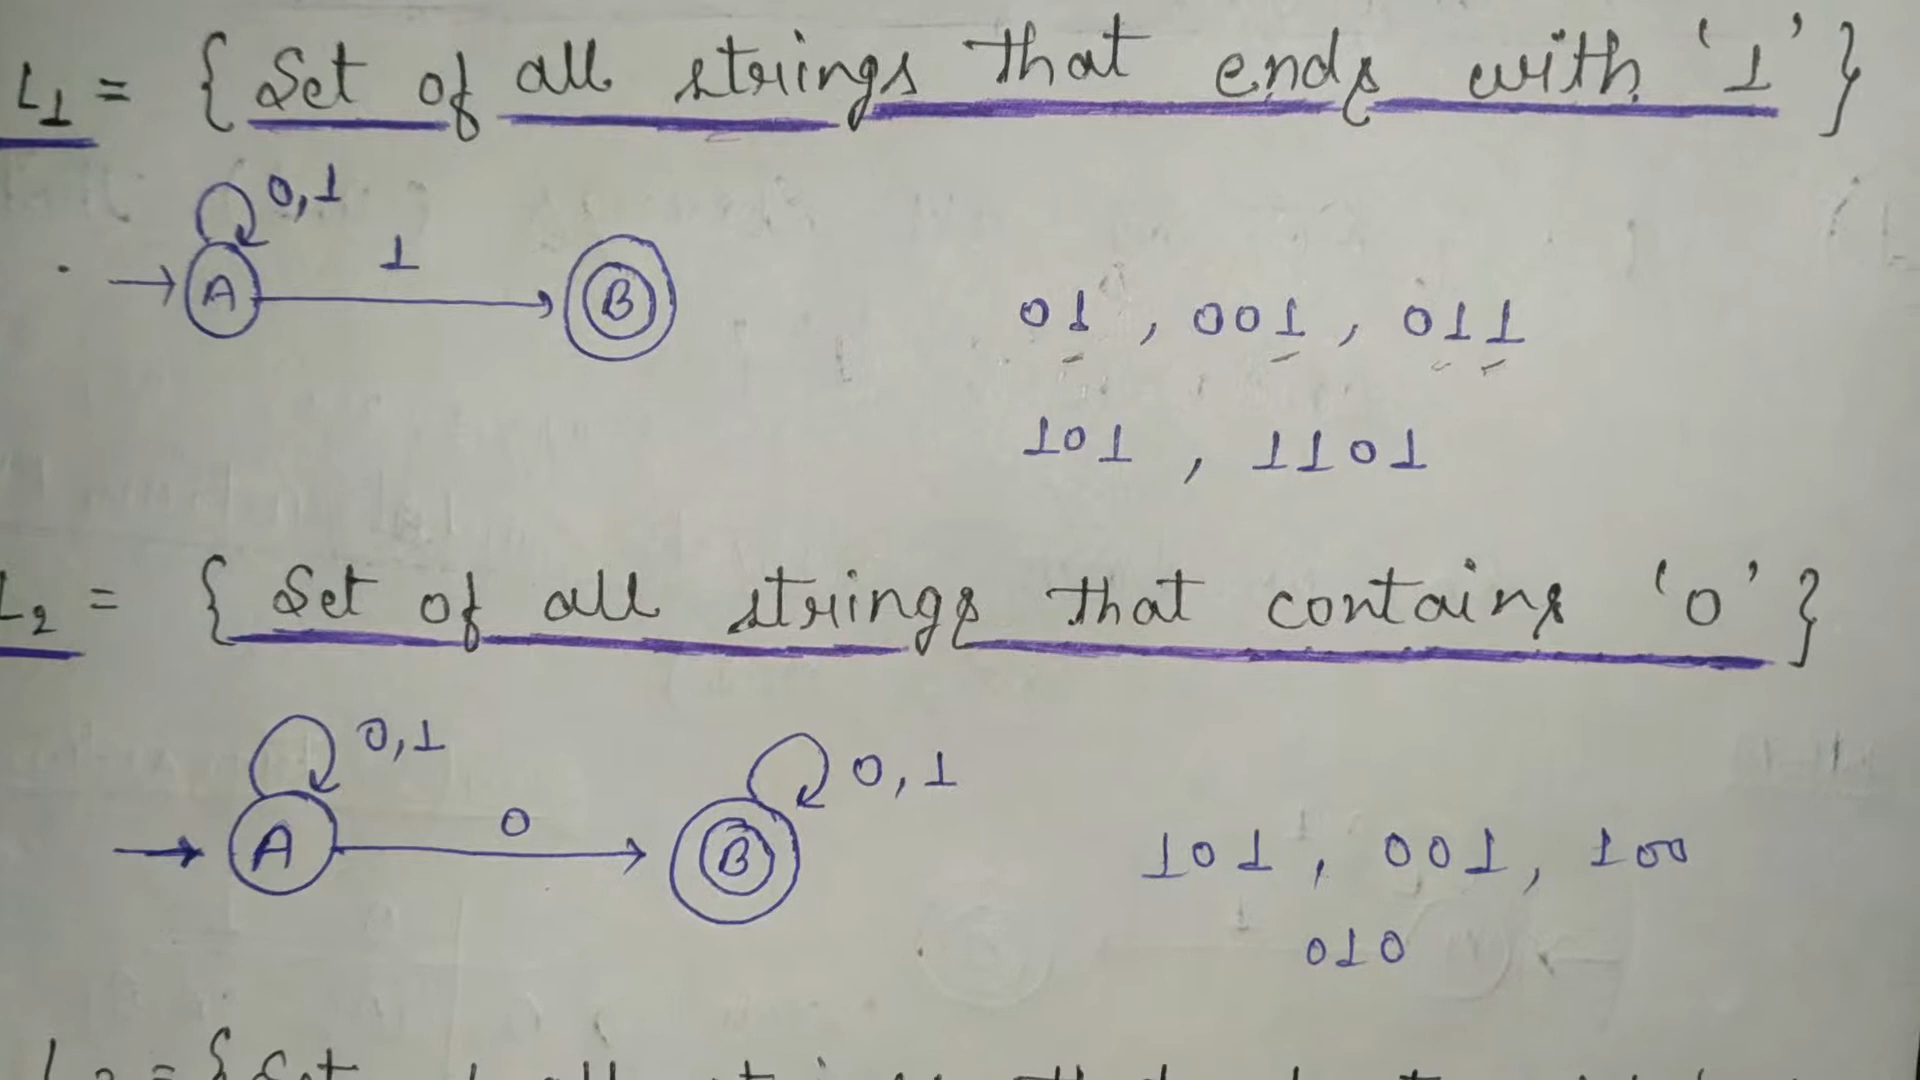 L1 = { Set of all strings that ends with '1' }
0,1
1
A
B
01 , 001 , 011
101 , 1101
L2 = { Set of all strings that contains '0' }
0,1
0,1
0
A
B
101 , 001 , 100
010